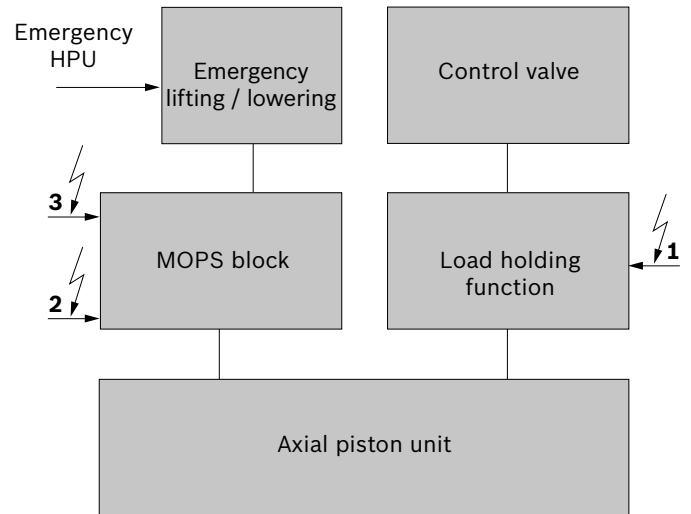 Emergency
HPU
Emergency
lifting / lowering
Control valve
3
MOPS block
2
Load holding
function
1
Axial piston unit